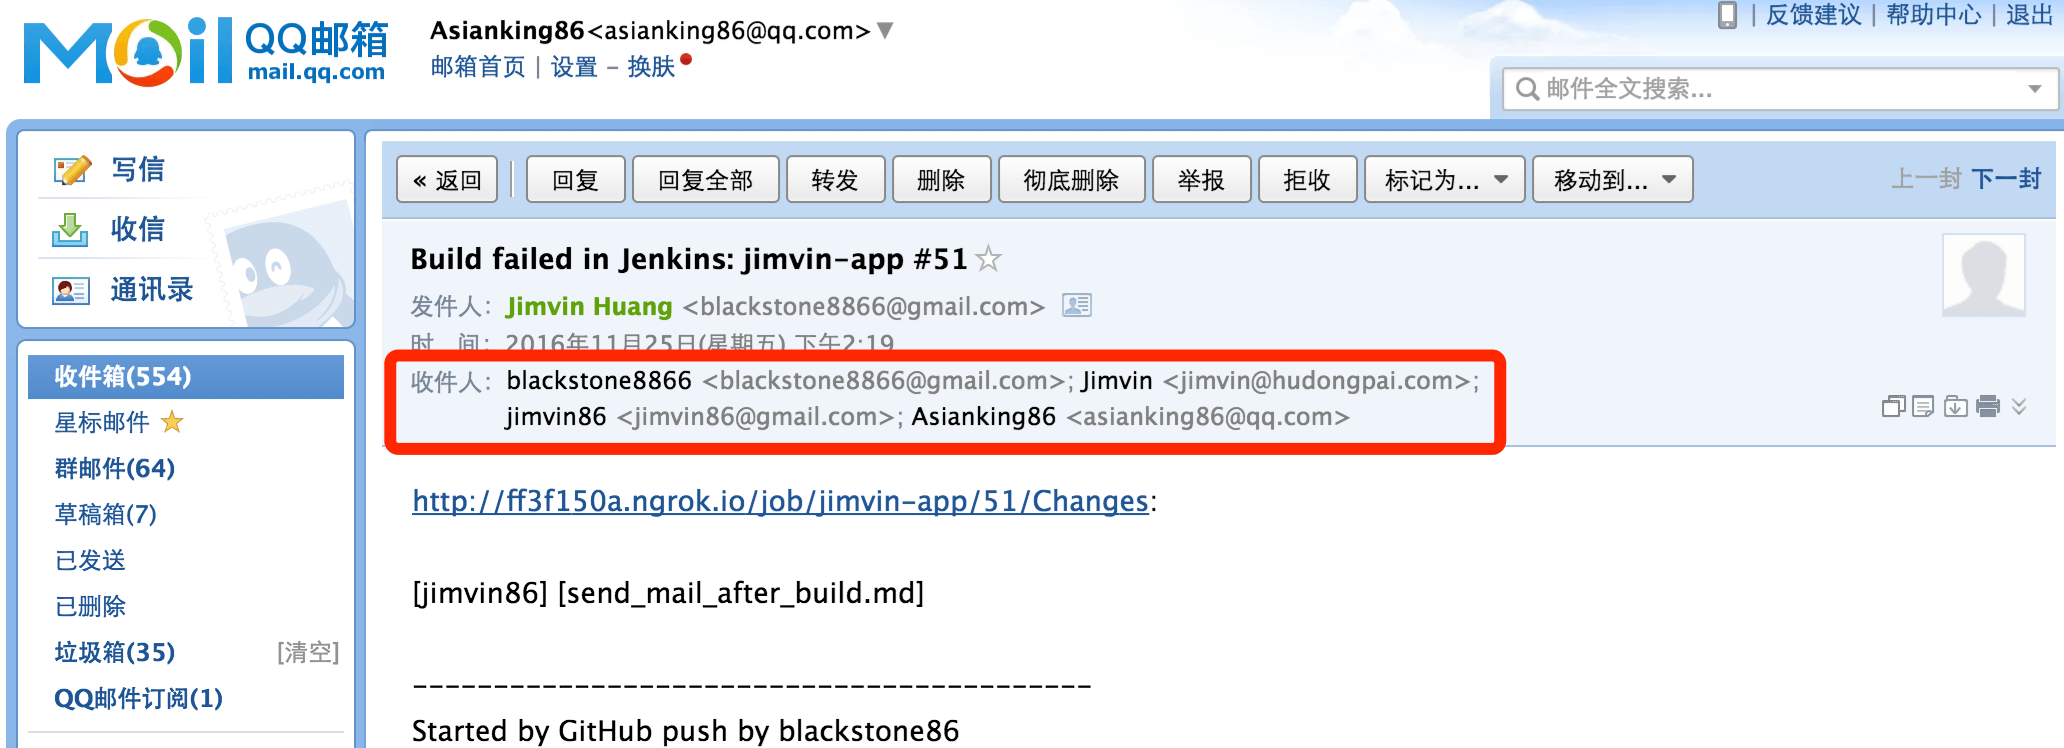 Mail QQ邮箱
mail.qq.com
Asianking86<asianking86@qq.com>
邮箱首页 | 设置 - 换肤
| 反馈建议 | 帮助中心 | 退出
邮件全文搜索...
写信
收信
通讯录
收件箱(554)
星标邮件
群邮件(64)
草稿箱(7)
已发送
已删除
垃圾箱(35) [清空]
QQ邮件订阅(1)
« 返回 回复 回复全部 转发 删除 彻底删除 举报 拒收 标记为... 移动到... 上一封 下一封
Build failed in Jenkins: jimvin-app #51
发件人： Jimvin Huang <blackstone8866@gmail.com>
时 间： 2016年11月25日(星期五) 下午2:19
收件人： blackstone8866 <blackstone8866@gmail.com>; Jimvin <jimvin@hudongpai.com>;
jimvin86 <jimvin86@gmail.com>; Asianking86 <asianking86@qq.com>
http://ff3f150a.ngrok.io/job/jimvin-app/51/Changes:
[jimvin86] [send_mail_after_build.md]
------------------------------------------
Started by GitHub push by blackstone86